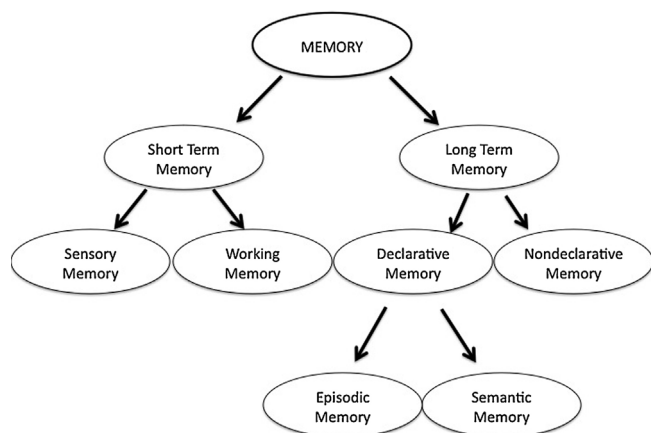 MEMORY
Short Term
Memory
Long Term
Memory
Sensory
Memory
Working
Memory
Declarative
Memory
Nondeclarative
Memory
Episodic
Memory
Semantic
Memory